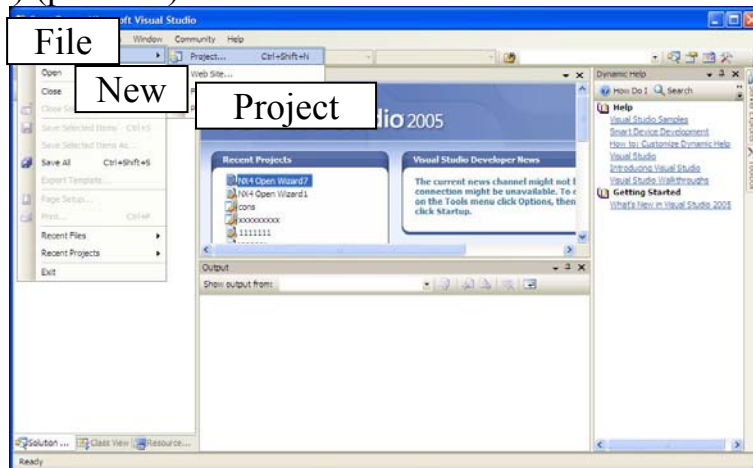 ft Visual Studio
File
Window Community Help
Project... Ctrl+Shift+N
Open
New
Web Site...
Project
Close
Save Selected Items Ctrl+S
Save Selected Items As...
Save All Ctrl+Shift+S
Export Template...
Page Setup...
Print... Ctrl+P
Recent Files
Recent Projects
Exit
dio 2005
Recent Projects
NX4 Open Wizard7
NX4 Open Wizard1
cons
xxxxxxxxx
1111111
Visual Studio Developer News
The current news channel might not
connection might be unavailable. To
on the Tools menu click Options, then
click Startup.
Output
Show output from:
Dynamic Help
How Do I Search
Help
Visual Studio Samples
Smart Device Development
How to: Customize Dynamic Help
Visual Studio
Introducing Visual Studio
Visual Studio Walkthroughs
Getting Started
What's New in Visual Studio 2005
Solution ... Class View Resource...
Ready